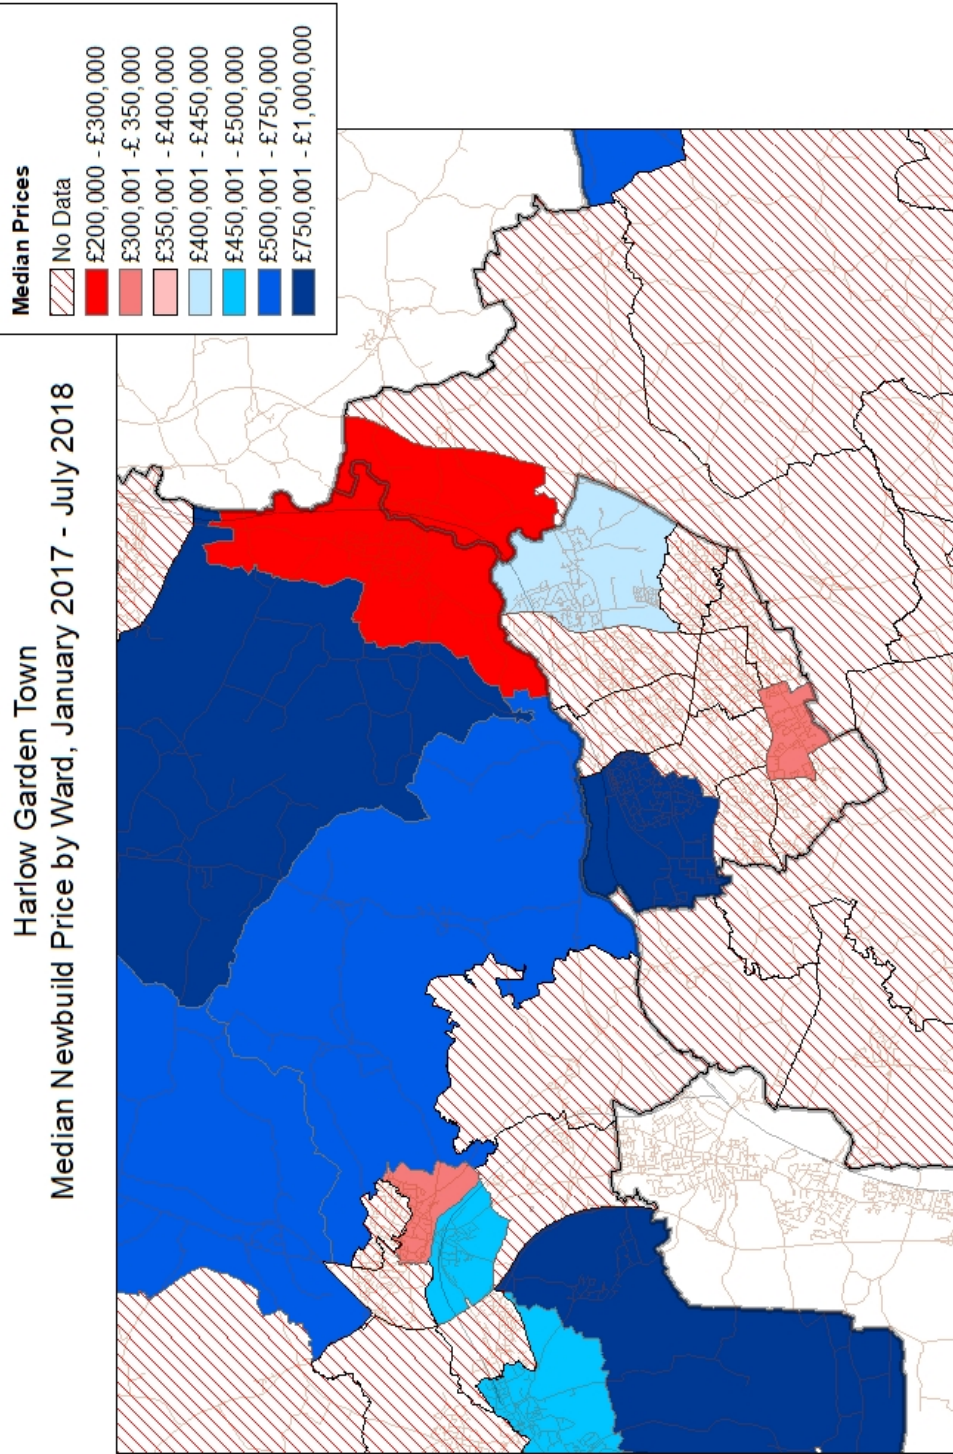 Harlow Garden Town
Median Newbuild Price by Ward, January 2017 - July 2018
Median Prices
No Data
£200,000 - £300,000
£300,001 -£ 350,000
£350,001 - £400,000
£400,001 - £450,000
£450,001 - £500,000
£500,001 - £750,000
£750,001 - £1,000,000